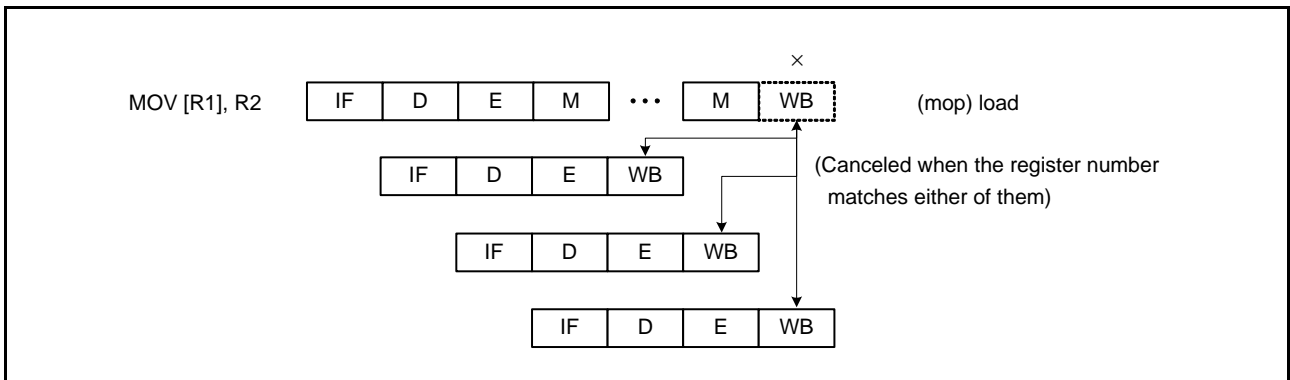 ×
MOV [R1], R2 IF D E M ••• M WB (mop) load
IF D E WB (Canceled when the register number
matches either of them)
IF D E WB
IF D E WB